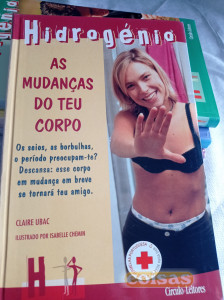 Hidrogénio
AS
MUDANÇAS
DO TEU
CORPO
Os seios, as borbulhas,
o período preocupam-te?
Descansa: esse corpo
em mudança em breve
se tornará teu amigo.
CLAIRE UBAC
ILUSTRADO POR ISABELLE CHEMIN
H
Círculo-Leitores
coisas